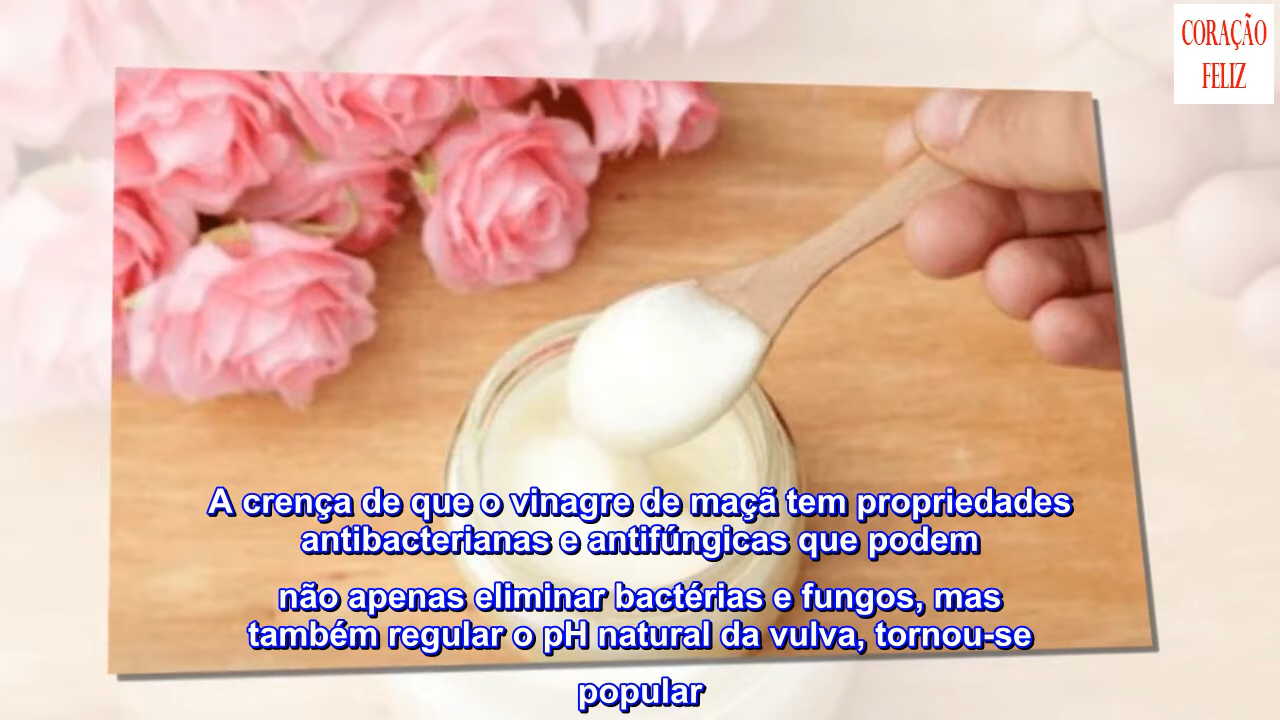 CORAÇÃO
FELIZ
A crença de que o vinagre de maçã tem propriedades
antibacterianas e antifúngicas que podem
não apenas eliminar bactérias e fungos, mas
também regular o pH natural da vulva, tornou-se
popular